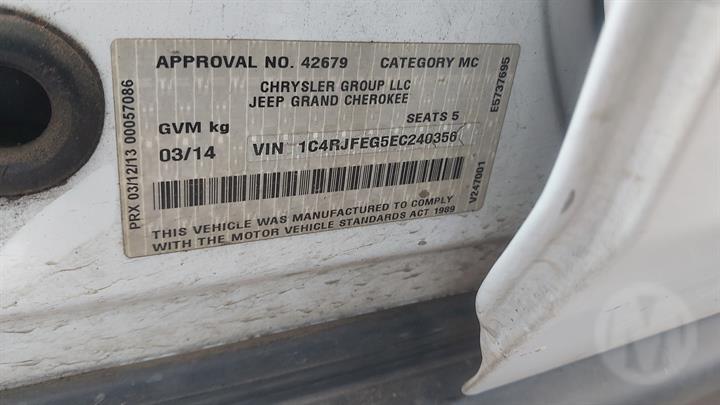 APPROVAL NO. 42679 CATEGORY MC
CHRYSLER GROUP LLC
JEEP GRAND CHEROKEE
SEATS 5
GVM kg
03/14 VIN 1C4RJFEG5EC240356
THIS VEHICLE WAS MANUFACTURED TO COMPLY
WITH THE MOTOR VEHICLE STANDARDS ACT 1989
PRX 03/12/13 00057086
E5737695
V247001
M